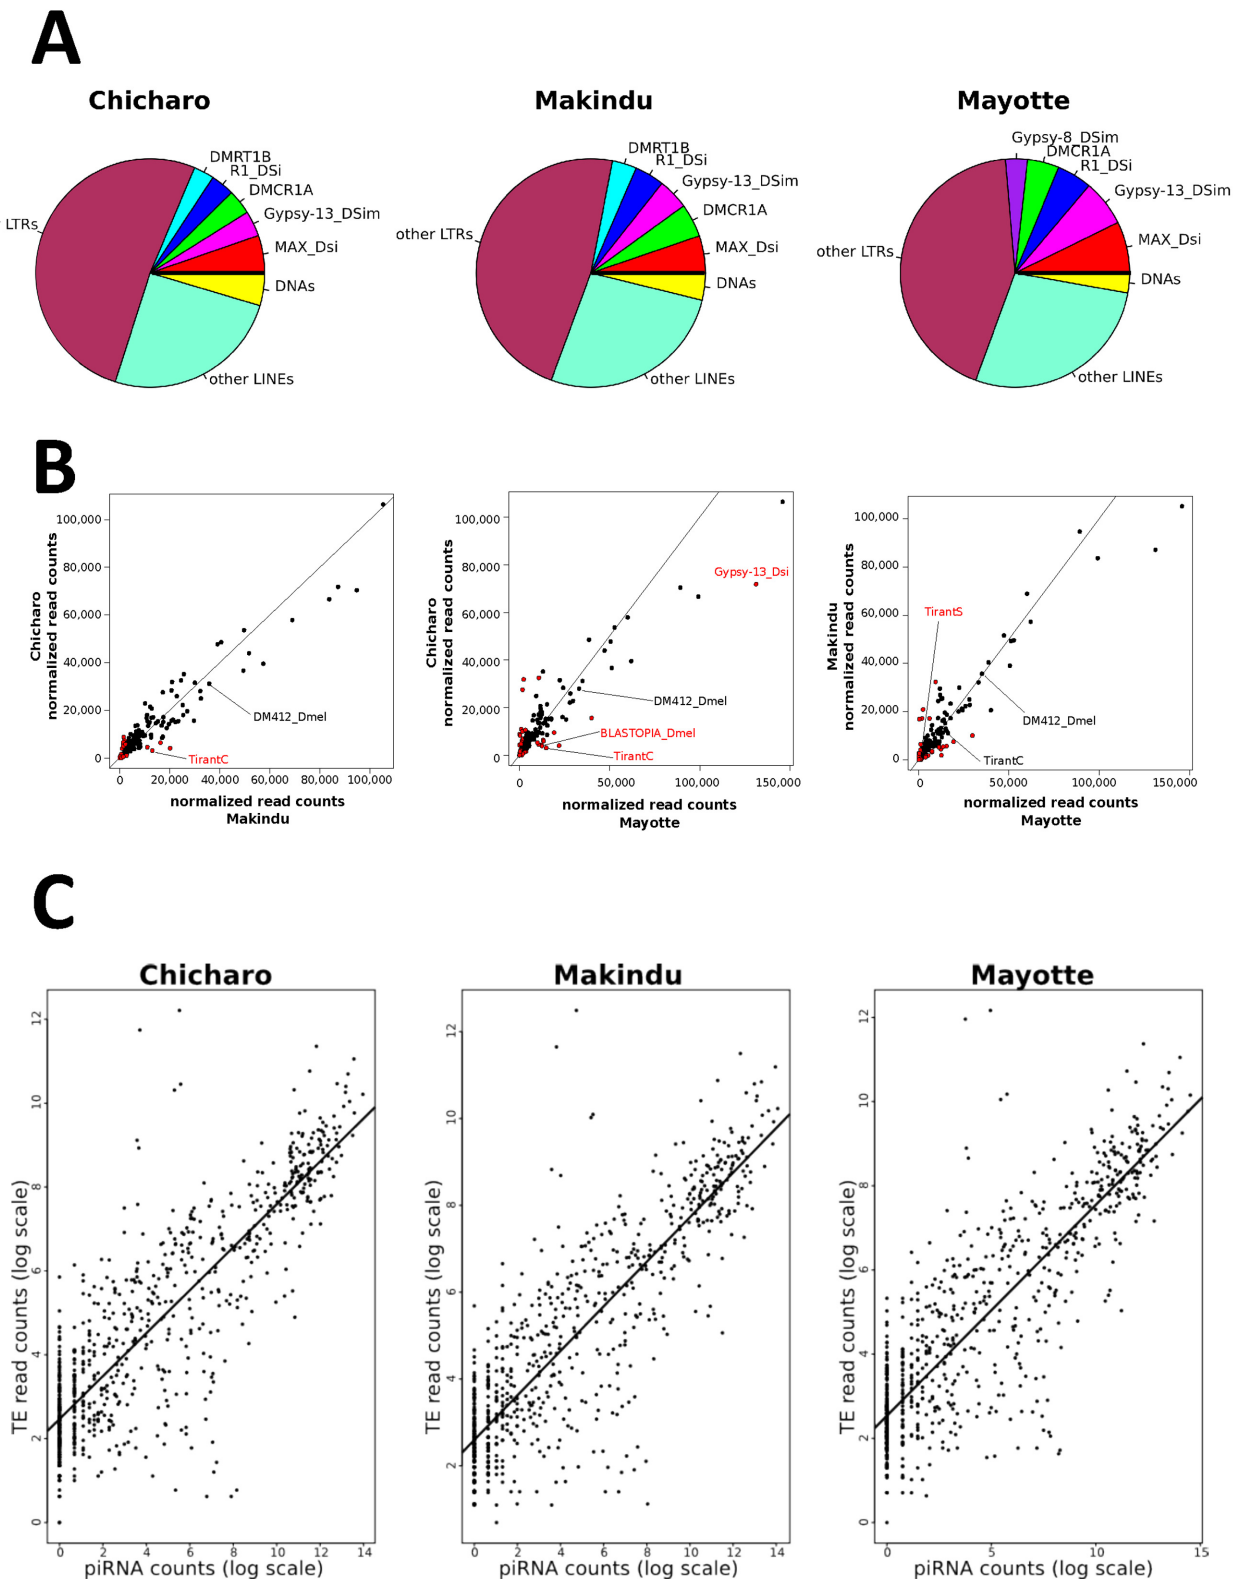 A
Chicharo
Makindu
Mayotte
DMRT1B
R1_DSi
DMCR1A
Gypsy-13_DSim
LTRs
MAX_Dsi
DNAs
other LINEs
DMRT1B
R1_DSi
Gypsy-13_DSim
DMCR1A
other LTRs
MAX_Dsi
DNAs
other LINEs
Gypsy-8_DSim
DMCR1A
R1_DSi
Gypsy-13_DSim
other LTRs
MAX_Dsi
DNAs
other LINEs
B
Chicharo
normalized read counts
100,000
80,000
60,000
40,000
20,000
0
DM412_Dmel
TirantC
0
20,000
40,000
60,000
80,000
100,000
normalized read counts
Makindu
Chicharo
normalized read counts
100,000
80,000
60,000
40,000
20,000
0
Gypsy-13_Dsi
DM412_Dmel
BLASTOPIA_Dmel
TirantC
0
50,000
100,000
150,000
normalized read counts
Mayotte
Makindu
normalized read counts
100,000
80,000
60,000
40,000
20,000
0
TirantS
DM412_Dmel
TirantC
0
50,000
100,000
150,000
normalized read counts
Mayotte
C
Chicharo
TE read counts (log scale)
12
10
8
6
4
2
0
0
2
4
6
8
10
12
14
piRNA counts (log scale)
Makindu
TE read counts (log scale)
12
10
8
6
4
2
0
2
4
6
8
10
12
14
piRNA counts (log scale)
Mayotte
TE read counts (log scale)
12
10
8
6
4
2
0
0
5
10
15
piRNA counts (log scale)